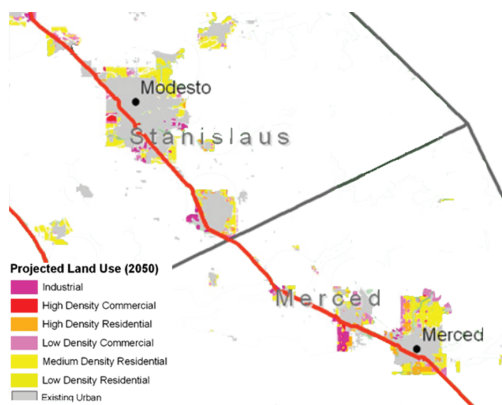 Modesto
Stanislaus
Merced
Merced
Projected Land Use (2050)
Industrial
High Density Commercial
High Density Residential
Low Density Commercial
Medium Density Residential
Low Density Residential
Existing Urban